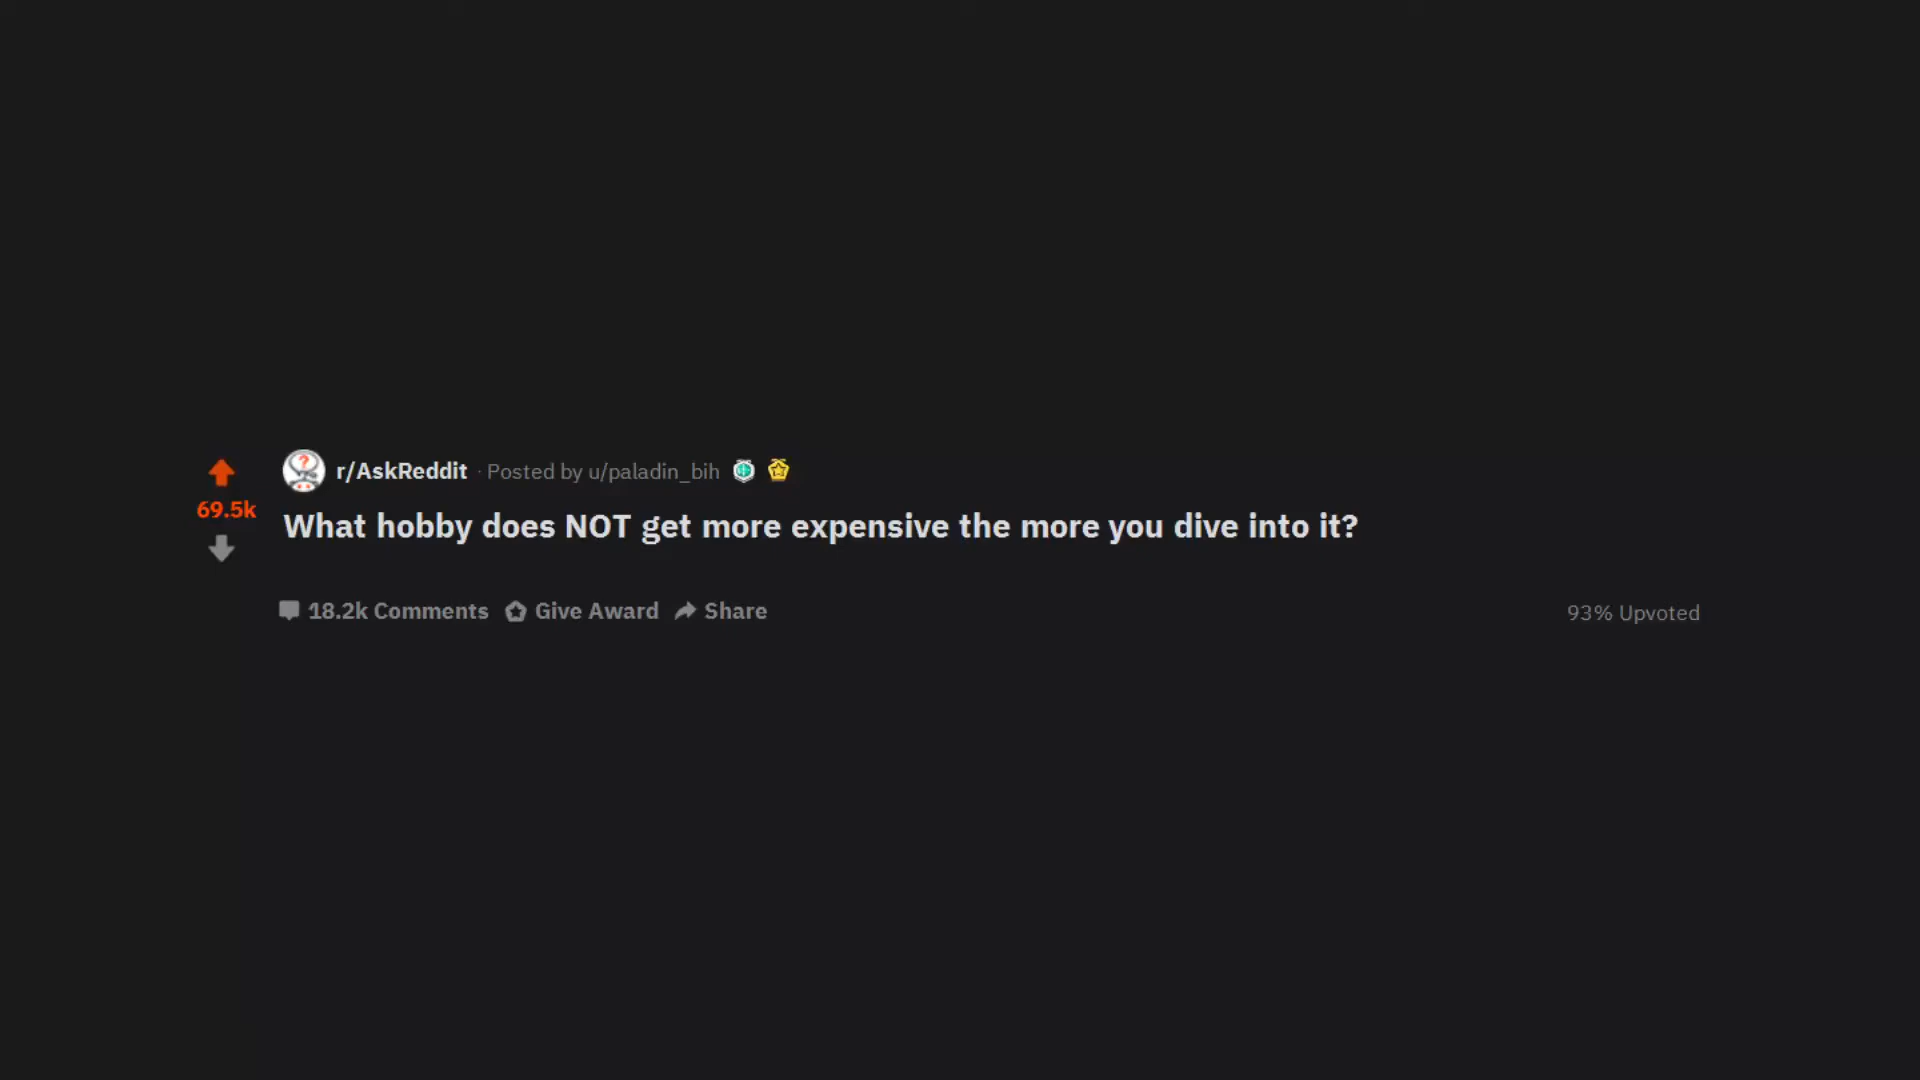 r/AskReddit · Posted by u/paladin_bih
69.5k
What hobby does NOT get more expensive the more you dive into it?
18.2k Comments Give Award Share 93% Upvoted